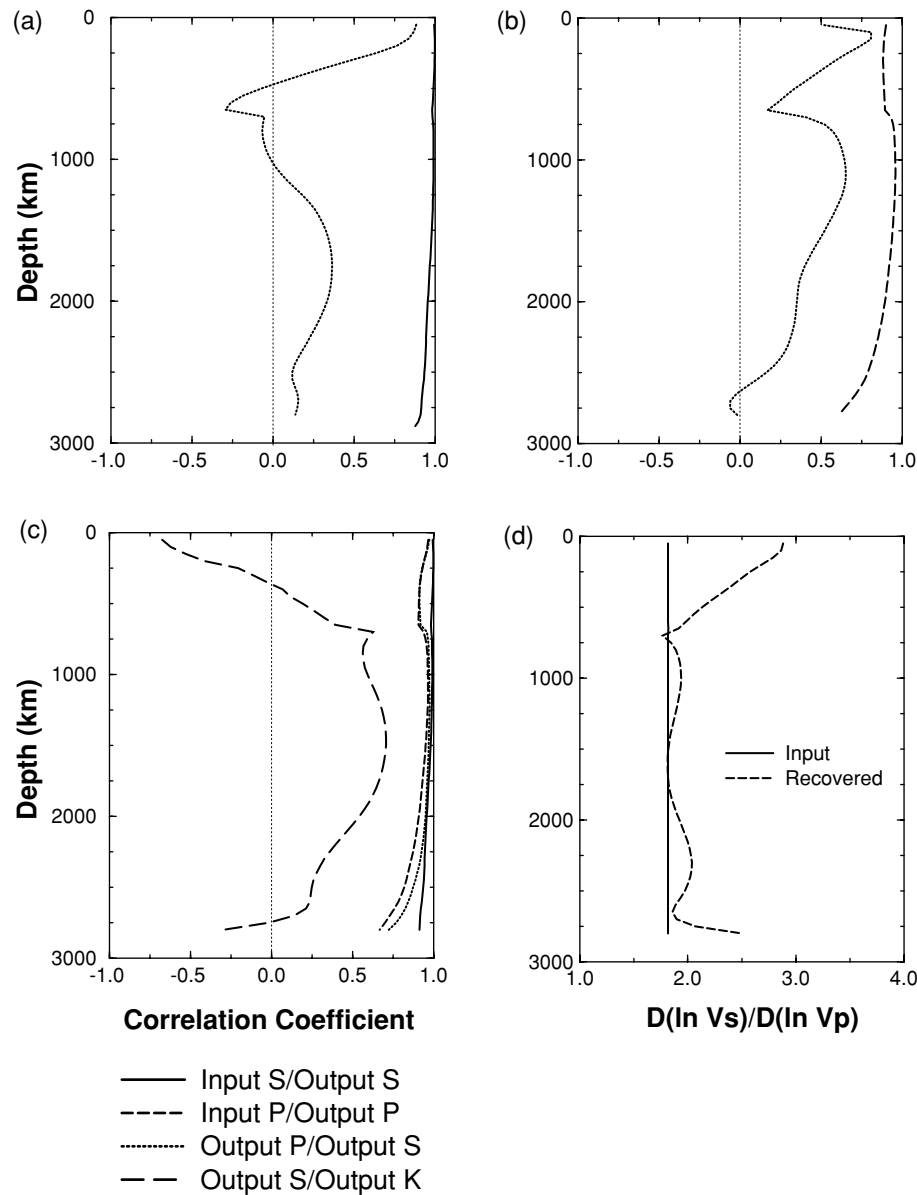 (a)
(b)
0
1000
2000
3000
Depth (km)
-1.0
-0.5
0.0
0.5
1.0
0
1000
2000
3000
-1.0
-0.5
0.0
0.5
1.0
(c)
(d)
0
1000
2000
3000
Depth (km)
-1.0
-0.5
0.0
0.5
1.0
Correlation Coefficient
0
1000
2000
3000
Input
Recovered
1.0
2.0
3.0
4.0
D(ln Vs)/D(ln Vp)
Input S/Output S
Input P/Output P
Output P/Output S
Output S/Output K